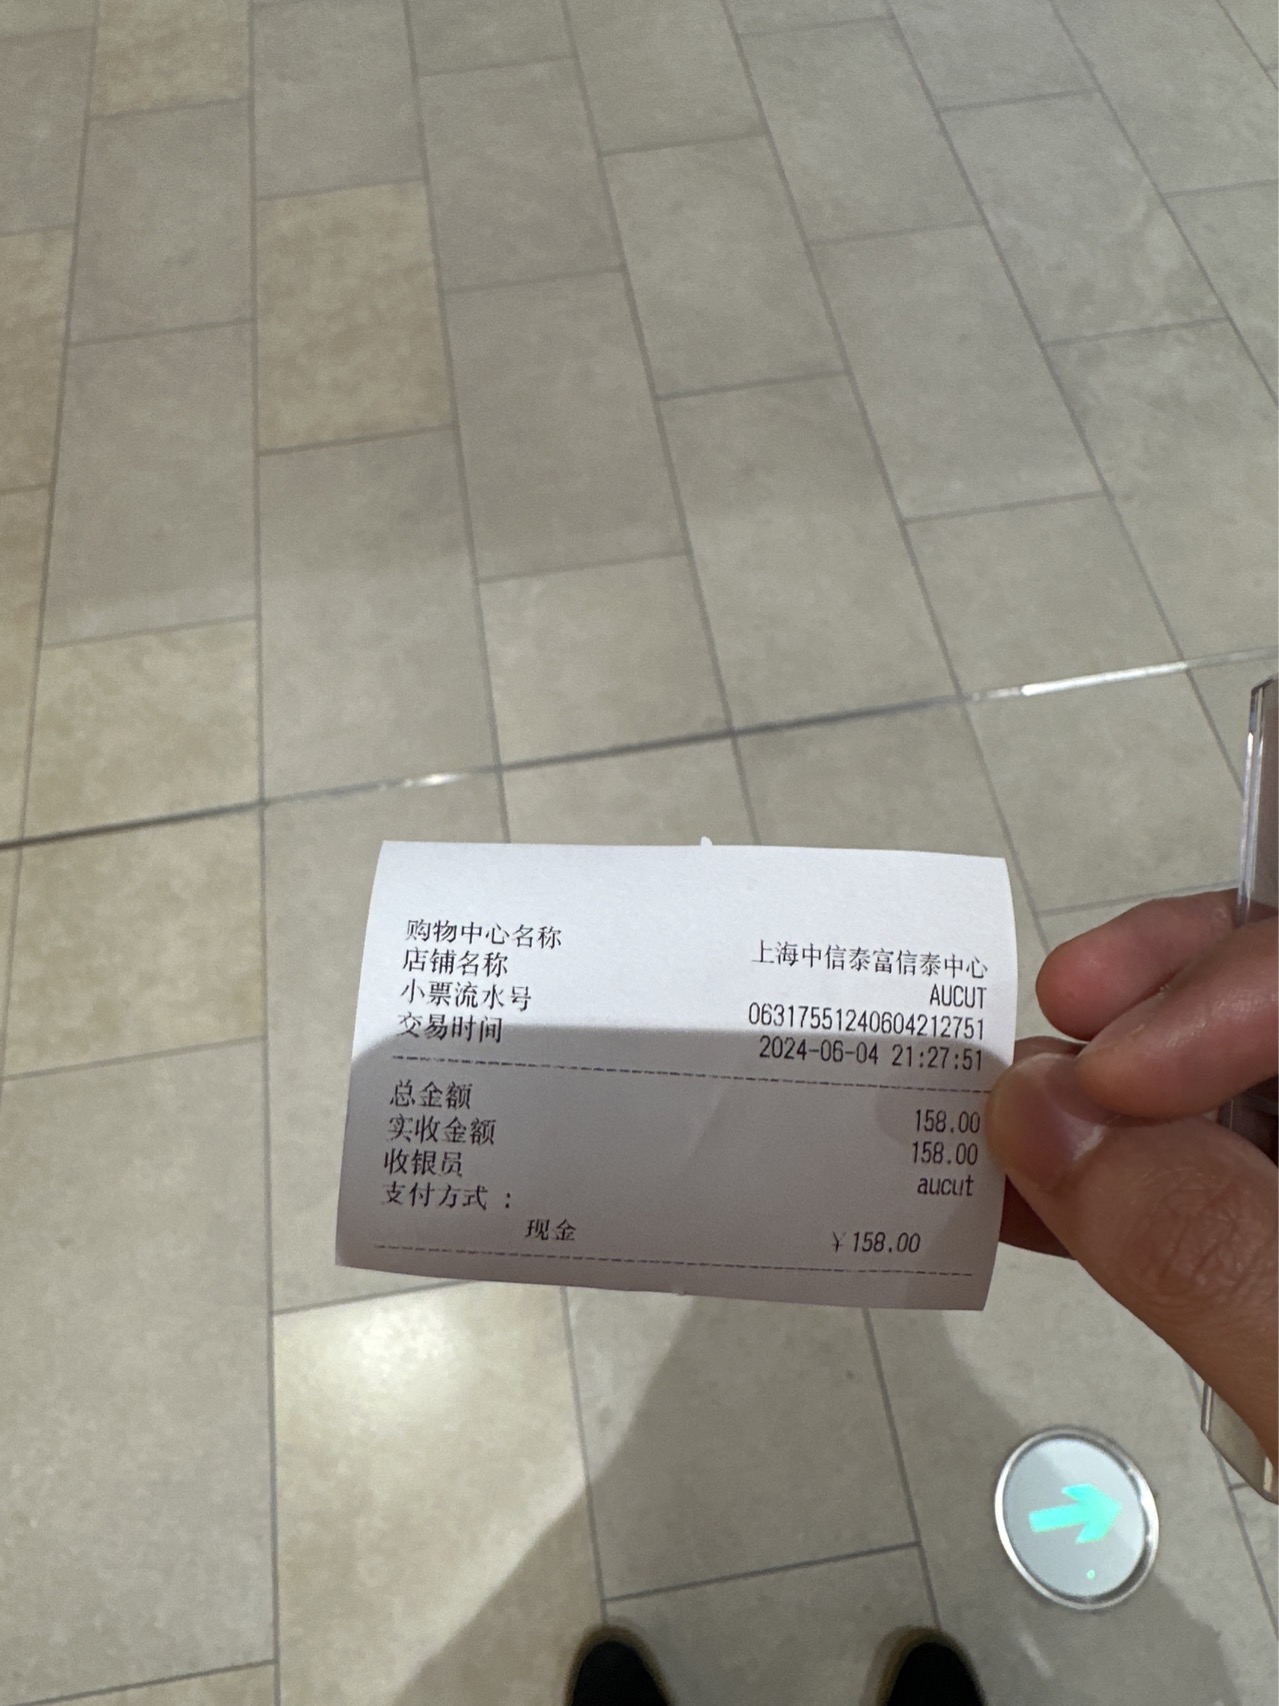 购物中心名称 上海中信泰富信泰中心
店铺名称 AUCUT
小票流水号 06317551240604212751
交易时间 2024-06-04 21:27:51
总金额 158.00
实收金额 158.00
收银员 aucut
支付方式：
现金 ¥158.00